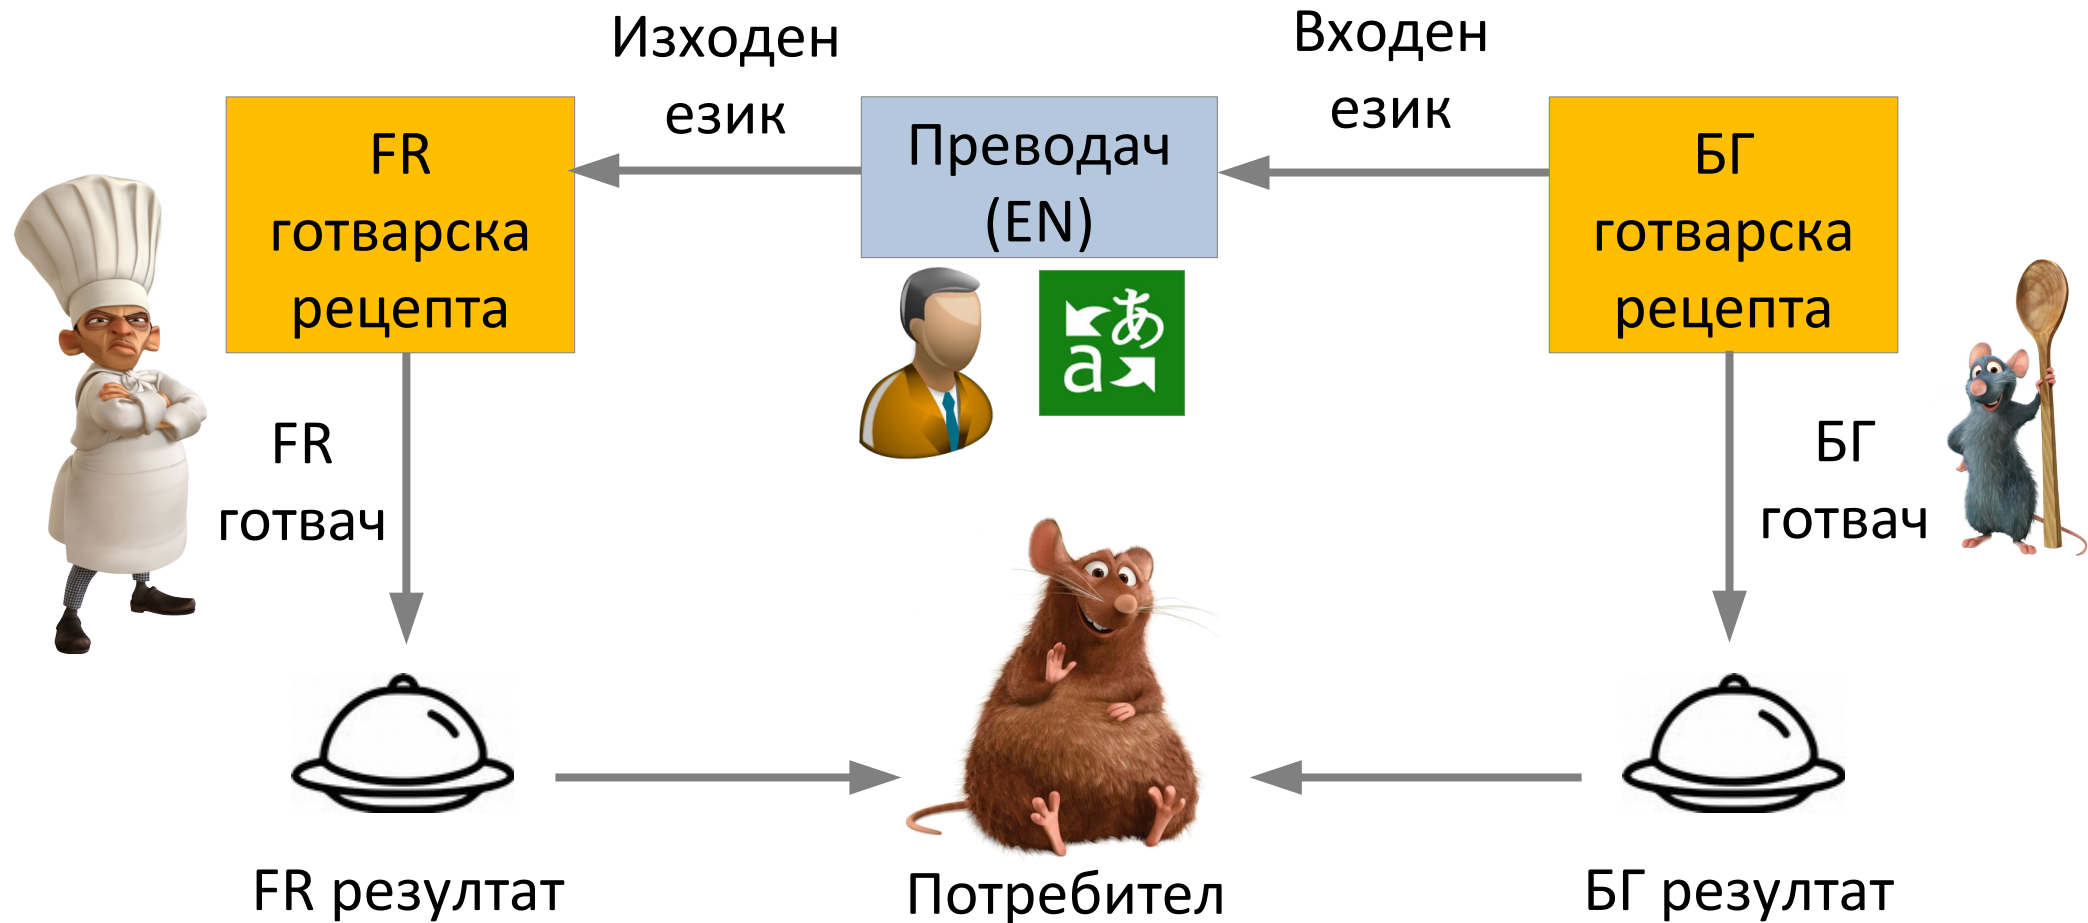 Изходен
език
Входен
език
FR
готварска
рецепта
Преводач
(EN)
БГ
готварска
рецепта
あ
a
FR
готвач
БГ
готвач
FR резултат
Потребител
БГ резултат